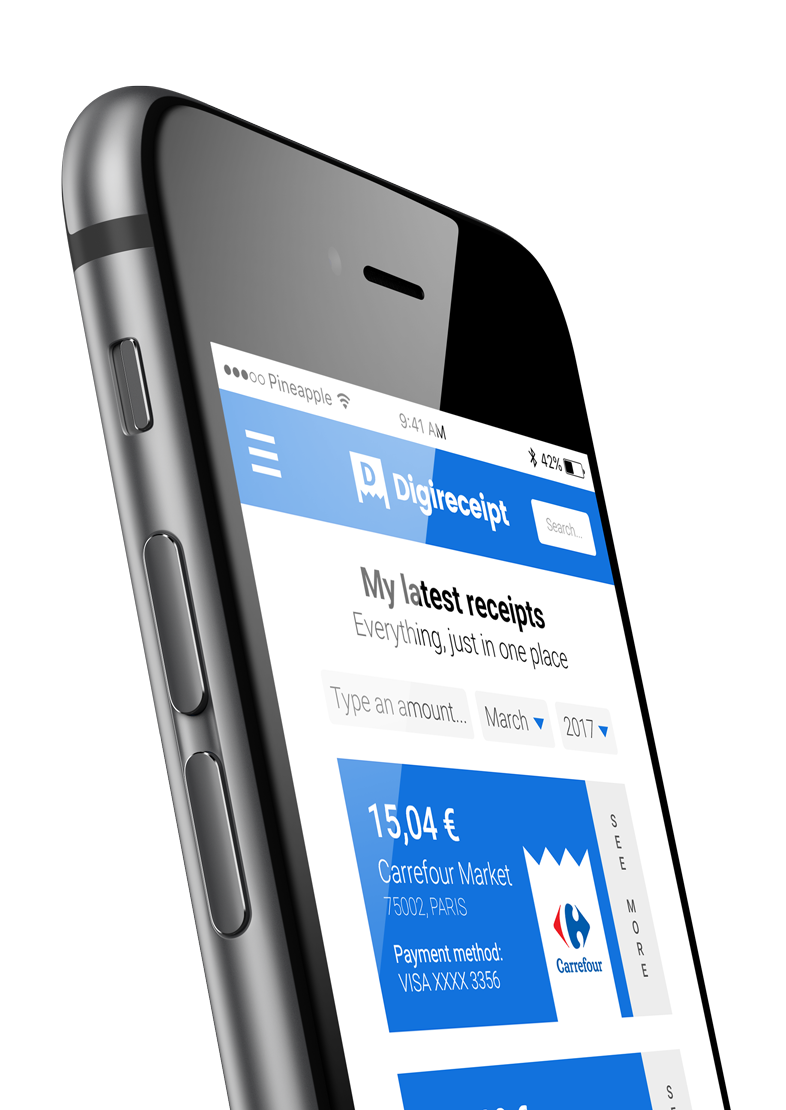 Pineapple 9:41 AM 42%
D Digireceipt Search...
My latest receipts
Everything, just in one place
Type an amount... March 2017
15,04 €
Carrefour Market
75002, PARIS
Payment method:
VISA XXXX 3356
Carrefour
SEE MORE